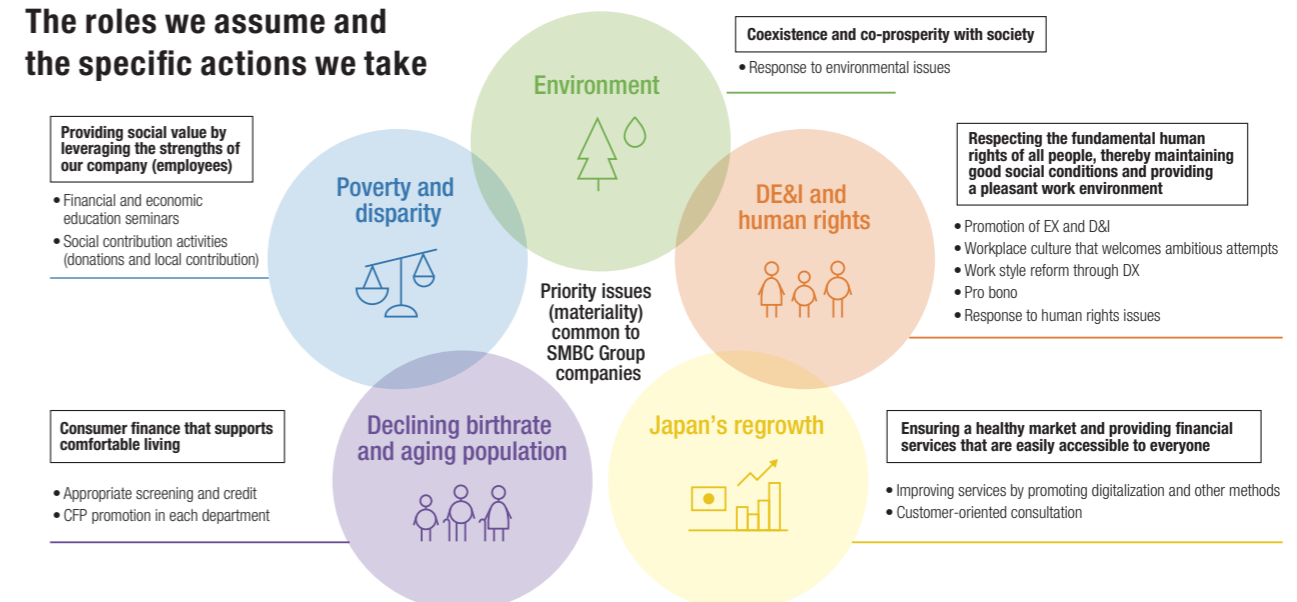 The roles we assume and
the specific actions we take
Environment
Coexistence and co-prosperity with society
• Response to environmental issues
Providing social value by
leveraging the strengths of
our company (employees)
• Financial and economic
education seminars
• Social contribution activities
(donations and local contribution)
Poverty and
disparity
DE&I and
human rights
Respecting the fundamental human
rights of all people, thereby maintaining
good social conditions and providing
a pleasant work environment
• Promotion of EX and D&I
• Workplace culture that welcomes ambitious attempts
• Work style reform through DX
• Pro bono
• Response to human rights issues
Priority issues
(materiality)
common to
SMBC Group
companies
Consumer finance that supports
comfortable living
• Appropriate screening and credit
• CFP promotion in each department
Declining birthrate
and aging population
Japan's regrowth
Ensuring a healthy market and providing financial
services that are easily accessible to everyone
• Improving services by promoting digitalization and other methods
• Customer-oriented consultation